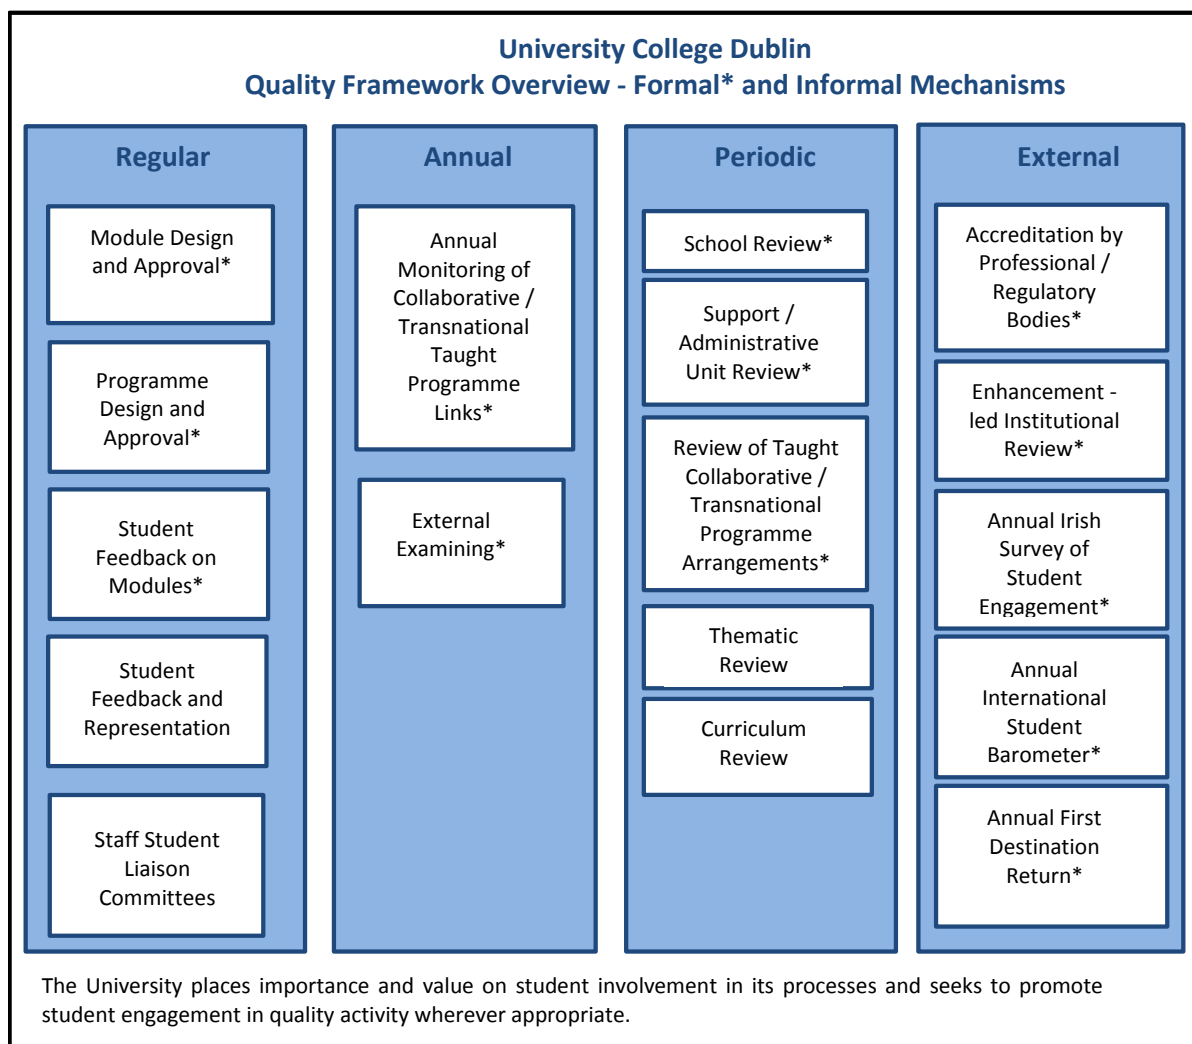 University College Dublin
Quality Framework Overview - Formal* and Informal Mechanisms
Regular
Module Design
and Approval*
Programme
Design and
Approval*
Student
Feedback on
Modules*
Student
Feedback and
Representation
Staff Student
Liaison
Committees
Annual
Annual
Monitoring of
Collaborative /
Transnational
Taught
Programme
Links*
External
Examining*
Periodic
School Review*
Support /
Administrative
Unit Review*
Review of Taught
Collaborative /
Transnational
Programme
Arrangements*
Thematic
Review
Curriculum
Review
External
Accreditation by
Professional /
Regulatory
Bodies*
Enhancement -
led Institutional
Review*
Annual Irish
Survey of
Student
Engagement*
Annual
International
Student
Barometer*
Annual First
Destination
Return*
The University places importance and value on student involvement in its processes and seeks to promote
student engagement in quality activity wherever appropriate.